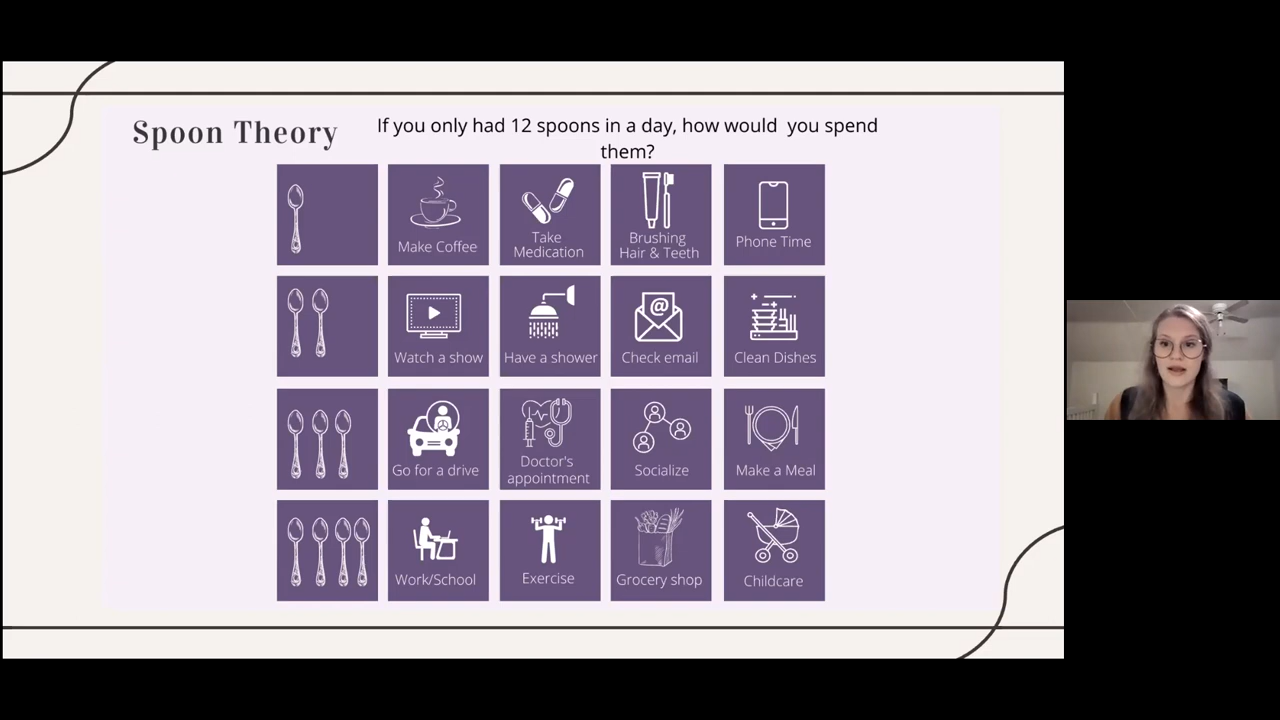 Spoon Theory
If you only had 12 spoons in a day, how would you spend
them?
Make Coffee
Take
Medication
Brushing
Hair & Teeth
Phone Time
Watch a show
Have a shower
@
Check email
Clean Dishes
Go for a drive
Doctor's
appointment
Socialize
Make a Meal
Work/School
Exercise
Grocery shop
Childcare